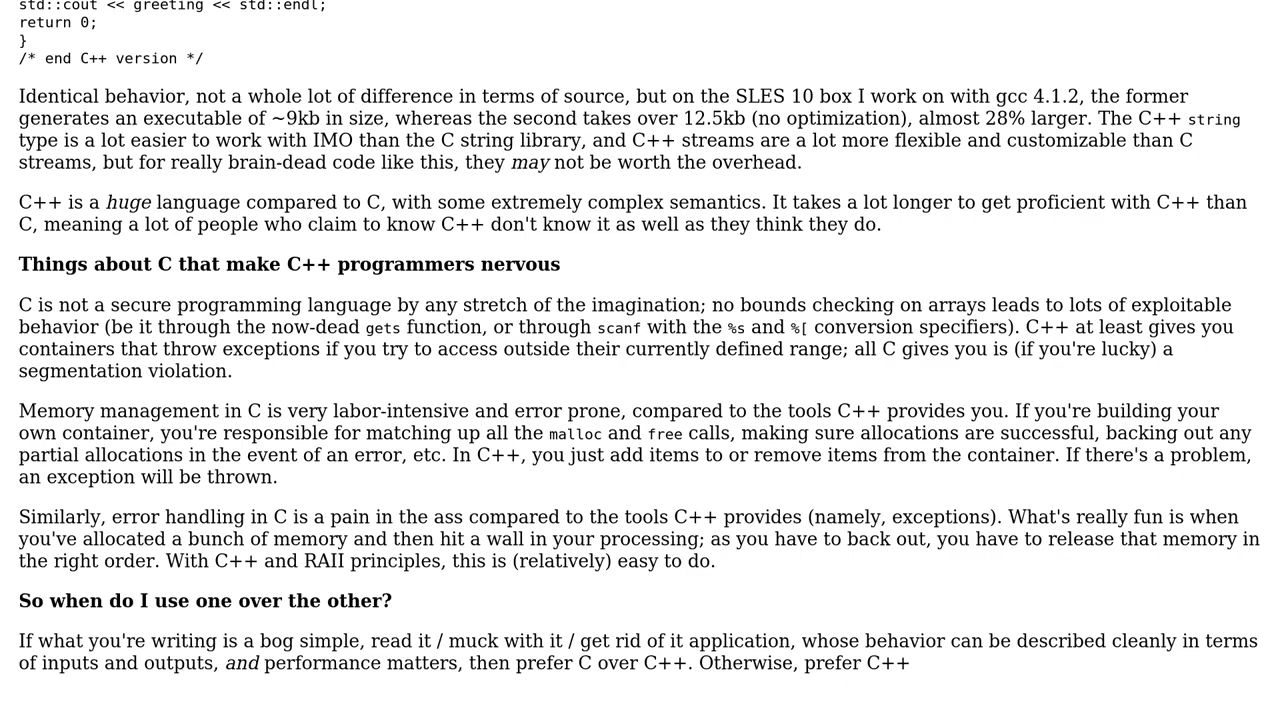 std::cout << greeting << std::endl;
return 0;
}
/* end C++ version */
Identical behavior, not a whole lot of difference in terms of source, but on the SLES 10 box I work on with gcc 4.1.2, the former
generates an executable of ~9kb in size, whereas the second takes over 12.5kb (no optimization), almost 28% larger. The C++ string
type is a lot easier to work with IMO than the C string library, and C++ streams are a lot more flexible and customizable than C
streams, but for really brain-dead code like this, they may not be worth the overhead.
C++ is a huge language compared to C, with some extremely complex semantics. It takes a lot longer to get proficient with C++ than
C, meaning a lot of people who claim to know C++ don't know it as well as they think they do.
Things about C that make C++ programmers nervous
C is not a secure programming language by any stretch of the imagination; no bounds checking on arrays leads to lots of exploitable
behavior (be it through the now-dead gets function, or through scanf with the %s and %[ conversion specifiers). C++ at least gives you
containers that throw exceptions if you try to access outside their currently defined range; all C gives you is (if you're lucky) a
segmentation violation.
Memory management in C is very labor-intensive and error prone, compared to the tools C++ provides you. If you're building your
own container, you're responsible for matching up all the malloc and free calls, making sure allocations are successful, backing out any
partial allocations in the event of an error, etc. In C++, you just add items to or remove items from the container. If there's a problem,
an exception will be thrown.
Similarly, error handling in C is a pain in the ass compared to the tools C++ provides (namely, exceptions). What's really fun is when
you've allocated a bunch of memory and then hit a wall in your processing; as you have to back out, you have to release that memory in
the right order. With C++ and RAII principles, this is (relatively) easy to do.
So when do I use one over the other?
If what you're writing is a bog simple, read it / muck with it / get rid of it application, whose behavior can be described cleanly in terms
of inputs and outputs, and performance matters, then prefer C over C++. Otherwise, prefer C++